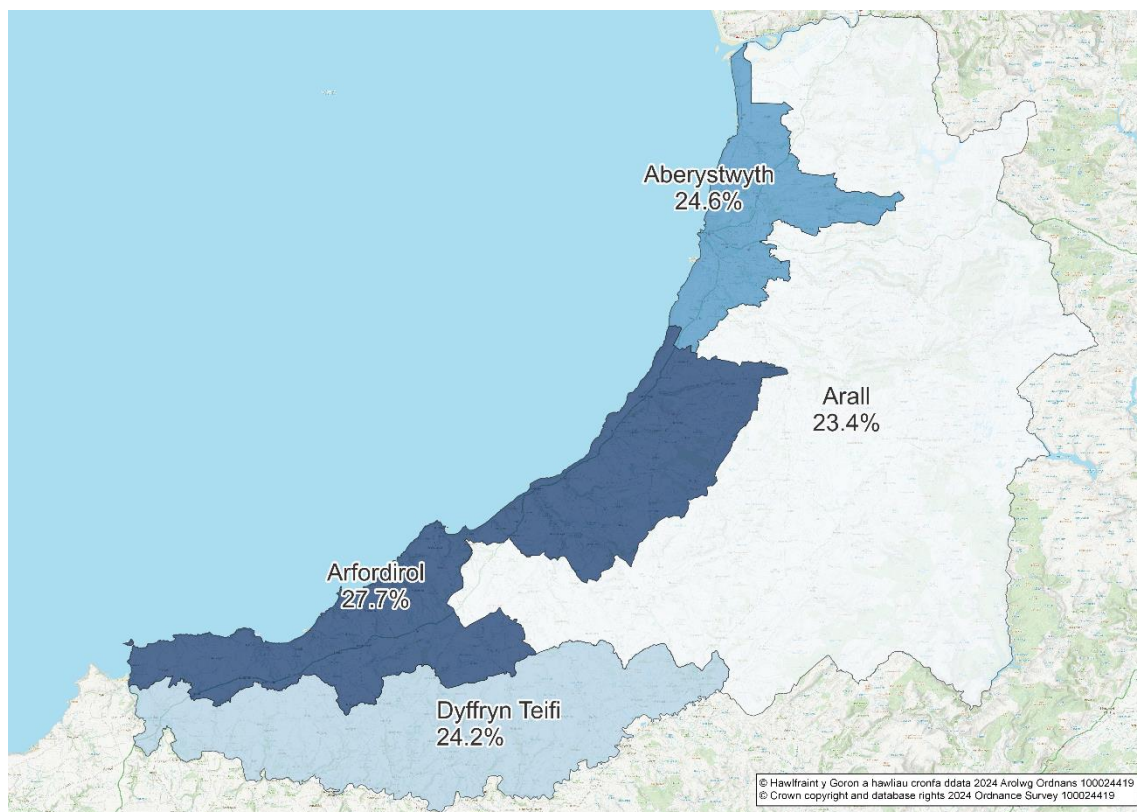 Aberystwyth
24.6%
Arall
23.4%
Arfordirol
27.7%
Dyffryn Teifi
24.2%
© Hawlfraint y Goron a hawliau cronfa ddata 2024 Arolwg Ordnans 100024419
© Crown copyright and database rights 2024 Ordnance Survey 100024419